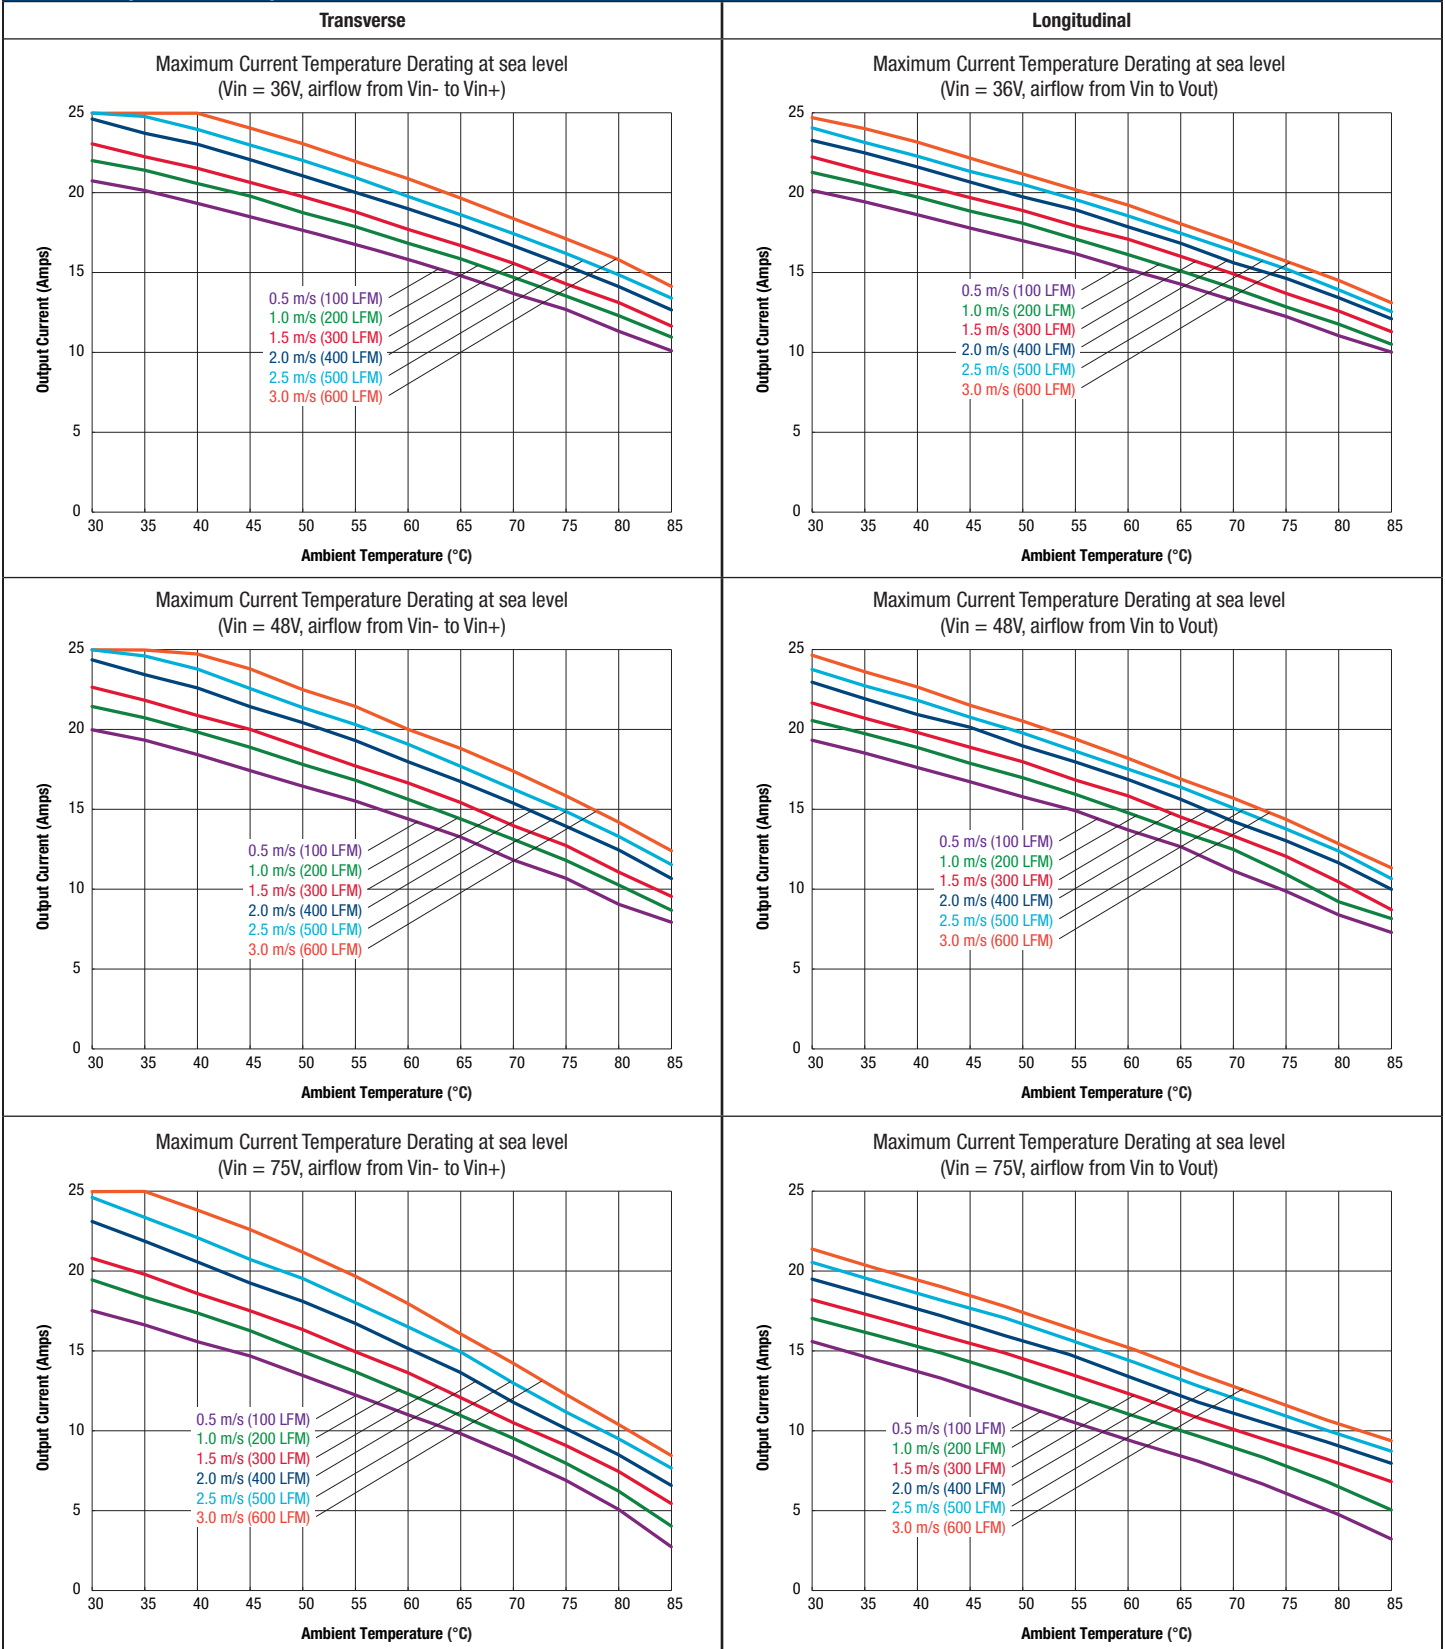 Transverse
Longitudinal
Maximum Current Temperature Derating at sea level
(Vin = 36V, airflow from Vin- to Vin+)
25
20
15
10
5
0
Output Current (Amps)
0.5 m/s (100 LFM)
1.0 m/s (200 LFM)
1.5 m/s (300 LFM)
2.0 m/s (400 LFM)
2.5 m/s (500 LFM)
3.0 m/s (600 LFM)
30 35 40 45 50 55 60 65 70 75 80 85
Ambient Temperature (°C)
Maximum Current Temperature Derating at sea level
(Vin = 36V, airflow from Vin to Vout)
25
20
15
10
5
0
Output Current (Amps)
0.5 m/s (100 LFM)
1.0 m/s (200 LFM)
1.5 m/s (300 LFM)
2.0 m/s (400 LFM)
2.5 m/s (500 LFM)
3.0 m/s (600 LFM)
30 35 40 45 50 55 60 65 70 75 80 85
Ambient Temperature (°C)
Maximum Current Temperature Derating at sea level
(Vin = 48V, airflow from Vin- to Vin+)
25
20
15
10
5
0
Output Current (Amps)
0.5 m/s (100 LFM)
1.0 m/s (200 LFM)
1.5 m/s (300 LFM)
2.0 m/s (400 LFM)
2.5 m/s (500 LFM)
3.0 m/s (600 LFM)
30 35 40 45 50 55 60 65 70 75 80 85
Ambient Temperature (°C)
Maximum Current Temperature Derating at sea level
(Vin = 48V, airflow from Vin to Vout)
25
20
15
10
5
0
Output Current (Amps)
0.5 m/s (100 LFM)
1.0 m/s (200 LFM)
1.5 m/s (300 LFM)
2.0 m/s (400 LFM)
2.5 m/s (500 LFM)
3.0 m/s (600 LFM)
30 35 40 45 50 55 60 65 70 75 80 85
Ambient Temperature (°C)
Maximum Current Temperature Derating at sea level
(Vin = 75V, airflow from Vin- to Vin+)
25
20
15
10
5
0
Output Current (Amps)
0.5 m/s (100 LFM)
1.0 m/s (200 LFM)
1.5 m/s (300 LFM)
2.0 m/s (400 LFM)
2.5 m/s (500 LFM)
3.0 m/s (600 LFM)
30 35 40 45 50 55 60 65 70 75 80 85
Ambient Temperature (°C)
Maximum Current Temperature Derating at sea level
(Vin = 75V, airflow from Vin to Vout)
25
20
15
10
5
0
Output Current (Amps)
0.5 m/s (100 LFM)
1.0 m/s (200 LFM)
1.5 m/s (300 LFM)
2.0 m/s (400 LFM)
2.5 m/s (500 LFM)
3.0 m/s (600 LFM)
30 35 40 45 50 55 60 65 70 75 80 85
Ambient Temperature (°C)